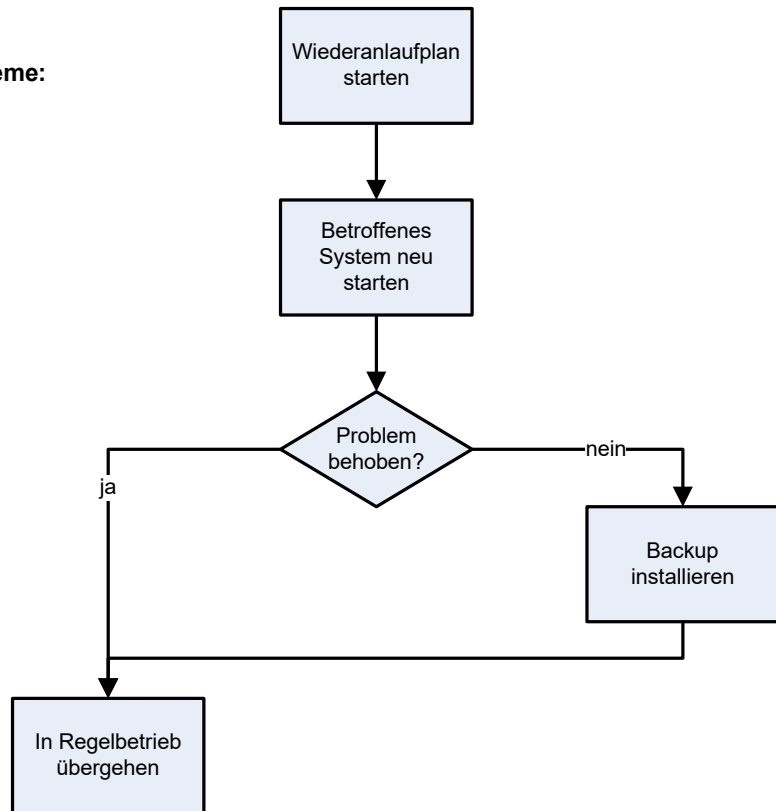 Wiederanlaufplan
starten
eme:
Betroffenes
System neu
starten
Problem
behoben?
nein
ja
Backup
installieren
In Regelbetrieb
übergehen